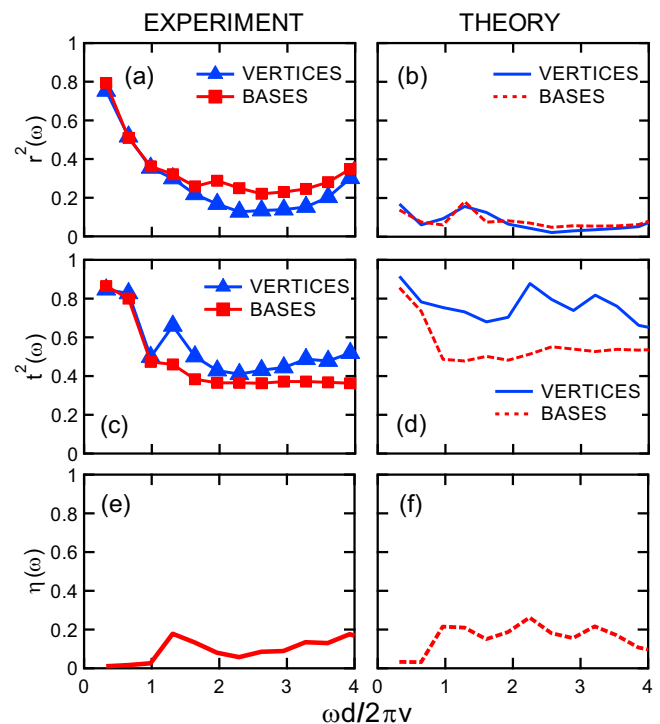 EXPERIMENT THEORY
(a) VERTICES
BASES
(b) VERTICES
BASES
r²(ω)
1
0.8
0.6
0.4
0.2
0
(c) VERTICES
BASES
(d) VERTICES
BASES
t²(ω)
1
0.8
0.6
0.4
0.2
0
(e)
(f)
η(ω)
1
0.8
0.6
0.4
0.2
0
0 1 2 3 4
0 1 2 3 4
ωd/2πv